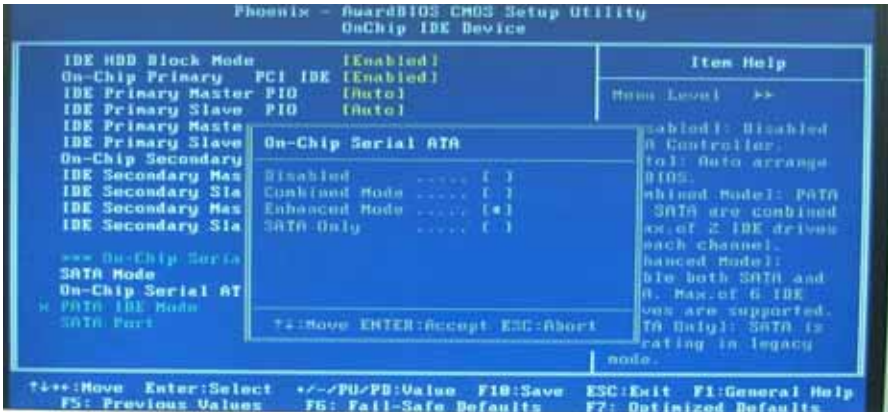 Phoenix - AwardBIOS CMOS Setup Utility
OnChip IDE Device
IDE HDD Block Mode [Enabled]
On-Chip Primary PCI IDE [Enabled]
IDE Primary Master PIO [Auto]
IDE Primary Slave PIO [Auto]
IDE Primary Maste
IDE Primary Slave
On-Chip Secondary
IDE Secondary Mas
IDE Secondary Sla
IDE Secondary Mas
IDE Secondary Sla
*** On-Chip Seria
SATA Mode
On-Chip Serial AT
x PATA IDE Mode
SATA Port
On-Chip Serial ATA
Disabled ..... [ ]
Combined Mode ..... [ ]
Enhanced Mode ..... [■]
SATA Only ..... [ ]
↑↓:Move ENTER:Accept ESC:Abort
Item Help
Menu Level ►►
sabled]: Disabled
A Controller.
to]: Auto arrange
BIOS.
mbined Mode]: PATA
SATA are combined
ax.of 2 IDE drives
each channel.
hanced Mode]:
ble both SATA and
A. Max.of 6 IDE
ves are supported.
TA Only]: SATA is
rating in legacy
mode.
↑↓→←:Move Enter:Select +/-/PU/PD:Value F10:Save ESC:Exit F1:General Help
F5: Previous Values F6: Fail-Safe Defaults F7: Optimized Defaults